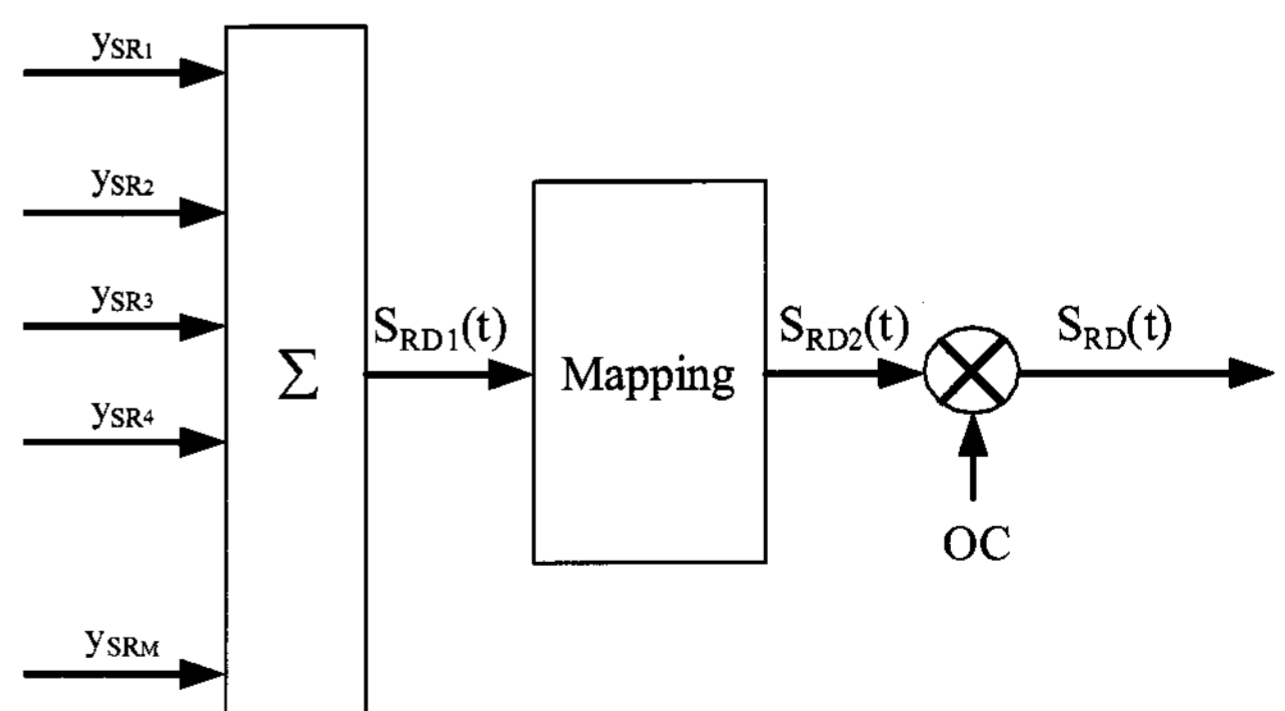 ySR1
ySR2
ySR3
ySR4
ySRM
Σ
SRD1(t)
Mapping
SRD2(t)
SRD(t)
OC